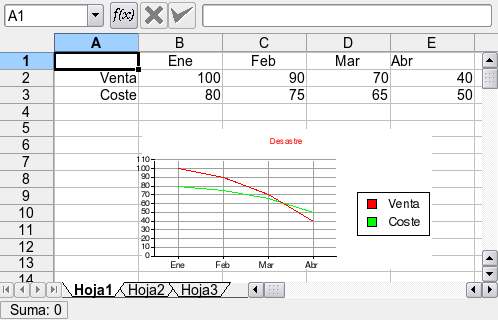 A1 f(x)
A B C D E
1 Ene Feb Mar Abr
2 Venta 100 90 70 40
3 Coste 80 75 65 50
4
5
6
7
8
9
10
11
12
13
14
Desastre
110
100
90
80
70
60
50
40
30
20
10
0
Ene Feb Mar Abr
Venta
Coste
Hoja1 Hoja2 Hoja3
Suma: 0